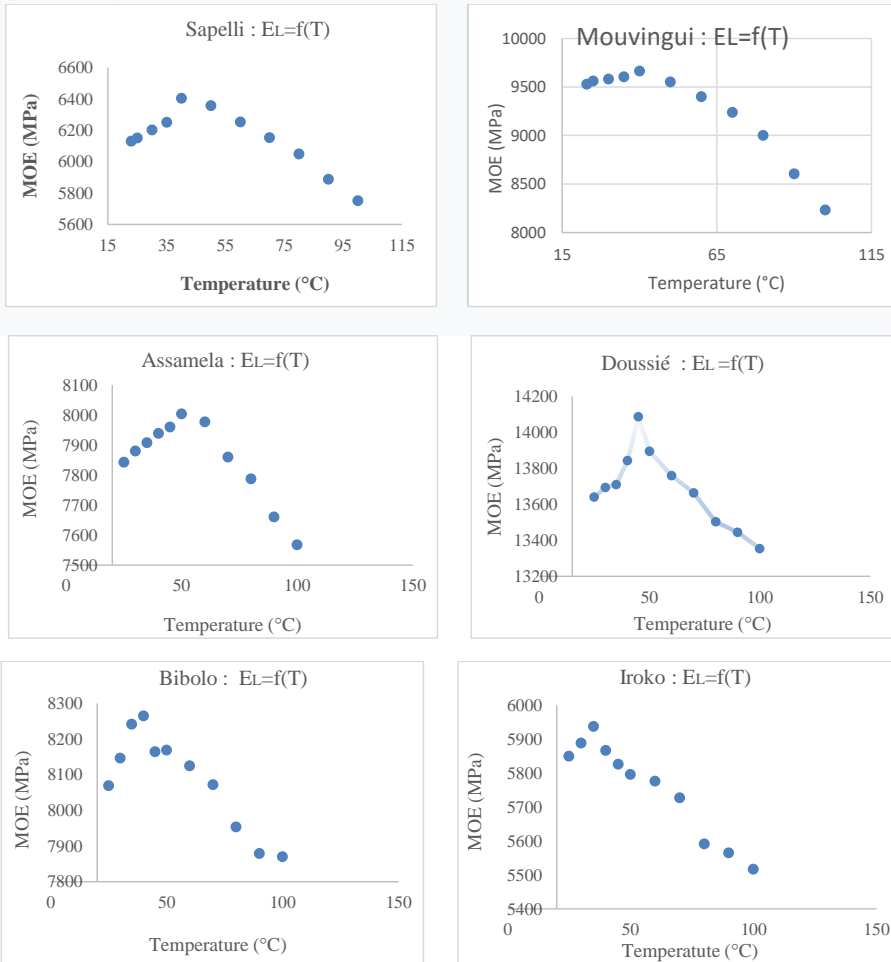 Sapelli : EL=f(T)
6600
6400
6200
6000
5800
5600
15 35 55 75 95 115
MOE (MPa)
Temperature (°C)
Mouvingui : EL=f(T)
10000
9500
9000
8500
8000
15 65 115
MOE (MPa)
Temperature (°C)
Assamela : EL=f(T)
8100
8000
7900
7800
7700
7600
7500
0 50 100 150
MOE (MPa)
Temperature (°C)
Doussié : EL =f(T)
14200
14000
13800
13600
13400
13200
0 50 100 150
MOE (MPa)
Temperature (°C)
Bibolo : EL=f(T)
8300
8200
8100
8000
7900
7800
50 100 150
MOE (MPa)
Temperature (°C)
Iroko : EL=f(T)
6000
5900
5800
5700
5600
5500
5400
0 50 100 150
MOE (MPa)
Temperatute (°C)